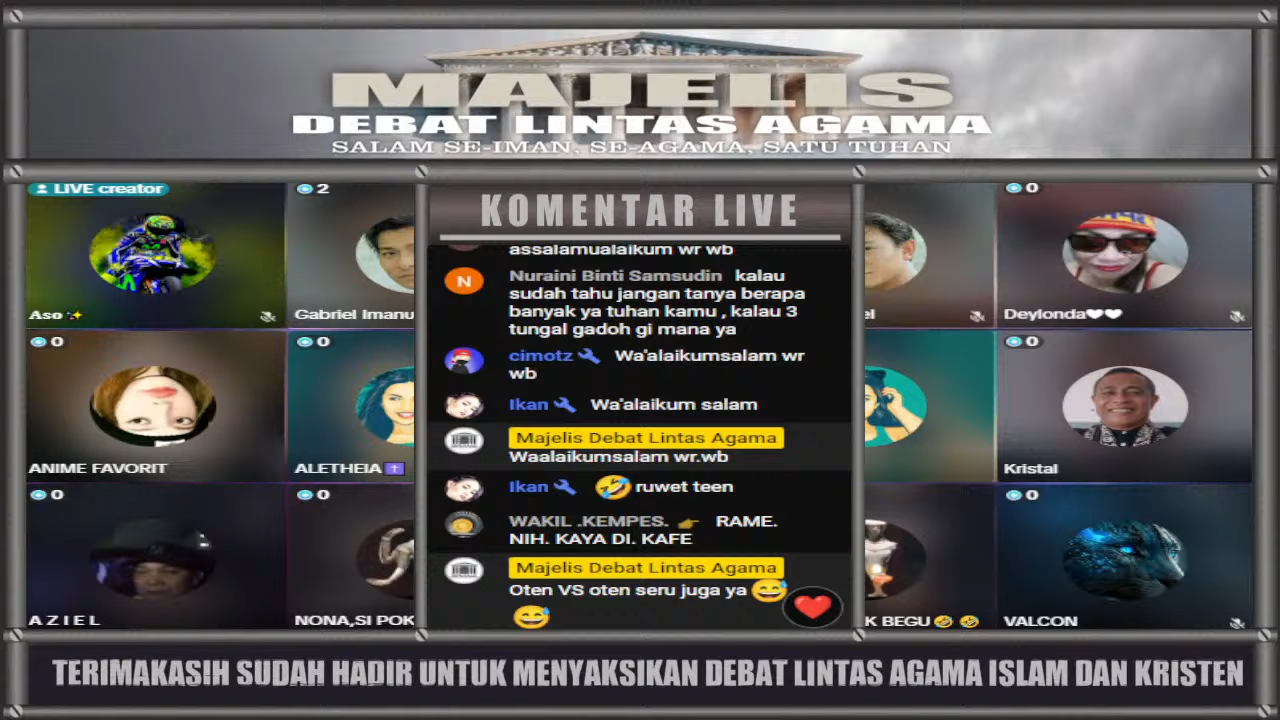 MAJELIS
DEBAT LINTAS AGAMA
SALAM SE-IMAN, SE-AGAMA, SATU TUHAN
LIVE creator
Aso
2
Gabriel Imanu
0
ANIME FAVORIT
0
ALETHEIA
0
A Z I E L
0
NONA,SI POK
KOMENTAR LIVE
assalamualaikum wr wb
N
Nuraini Binti Samsudin kalau
sudah tahu jangan tanya berapa
banyak ya tuhan kamu , kalau 3
tungal gadoh gi mana ya
cimotz Wa'alaikumsalam wr
wb
Ikan Wa'alaikum salam
Majelis Debat Lintas Agama
Waalaikumsalam wr.wb
Ikan 🤣 ruwet teen
WAKIL .KEMPES. 👉 RAME.
NIH. KAYA DI. KAFE
Majelis Debat Lintas Agama
Oten VS oten seru juga ya 😅
😅
el
0
Deylonda❤❤
0
Kristal
K BEGU🤣🤣
0
VALCON
TERIMAKASIH SUDAH HADIR UNTUK MENYAKSIKAN DEBAT LINTAS AGAMA ISLAM DAN KRISTEN